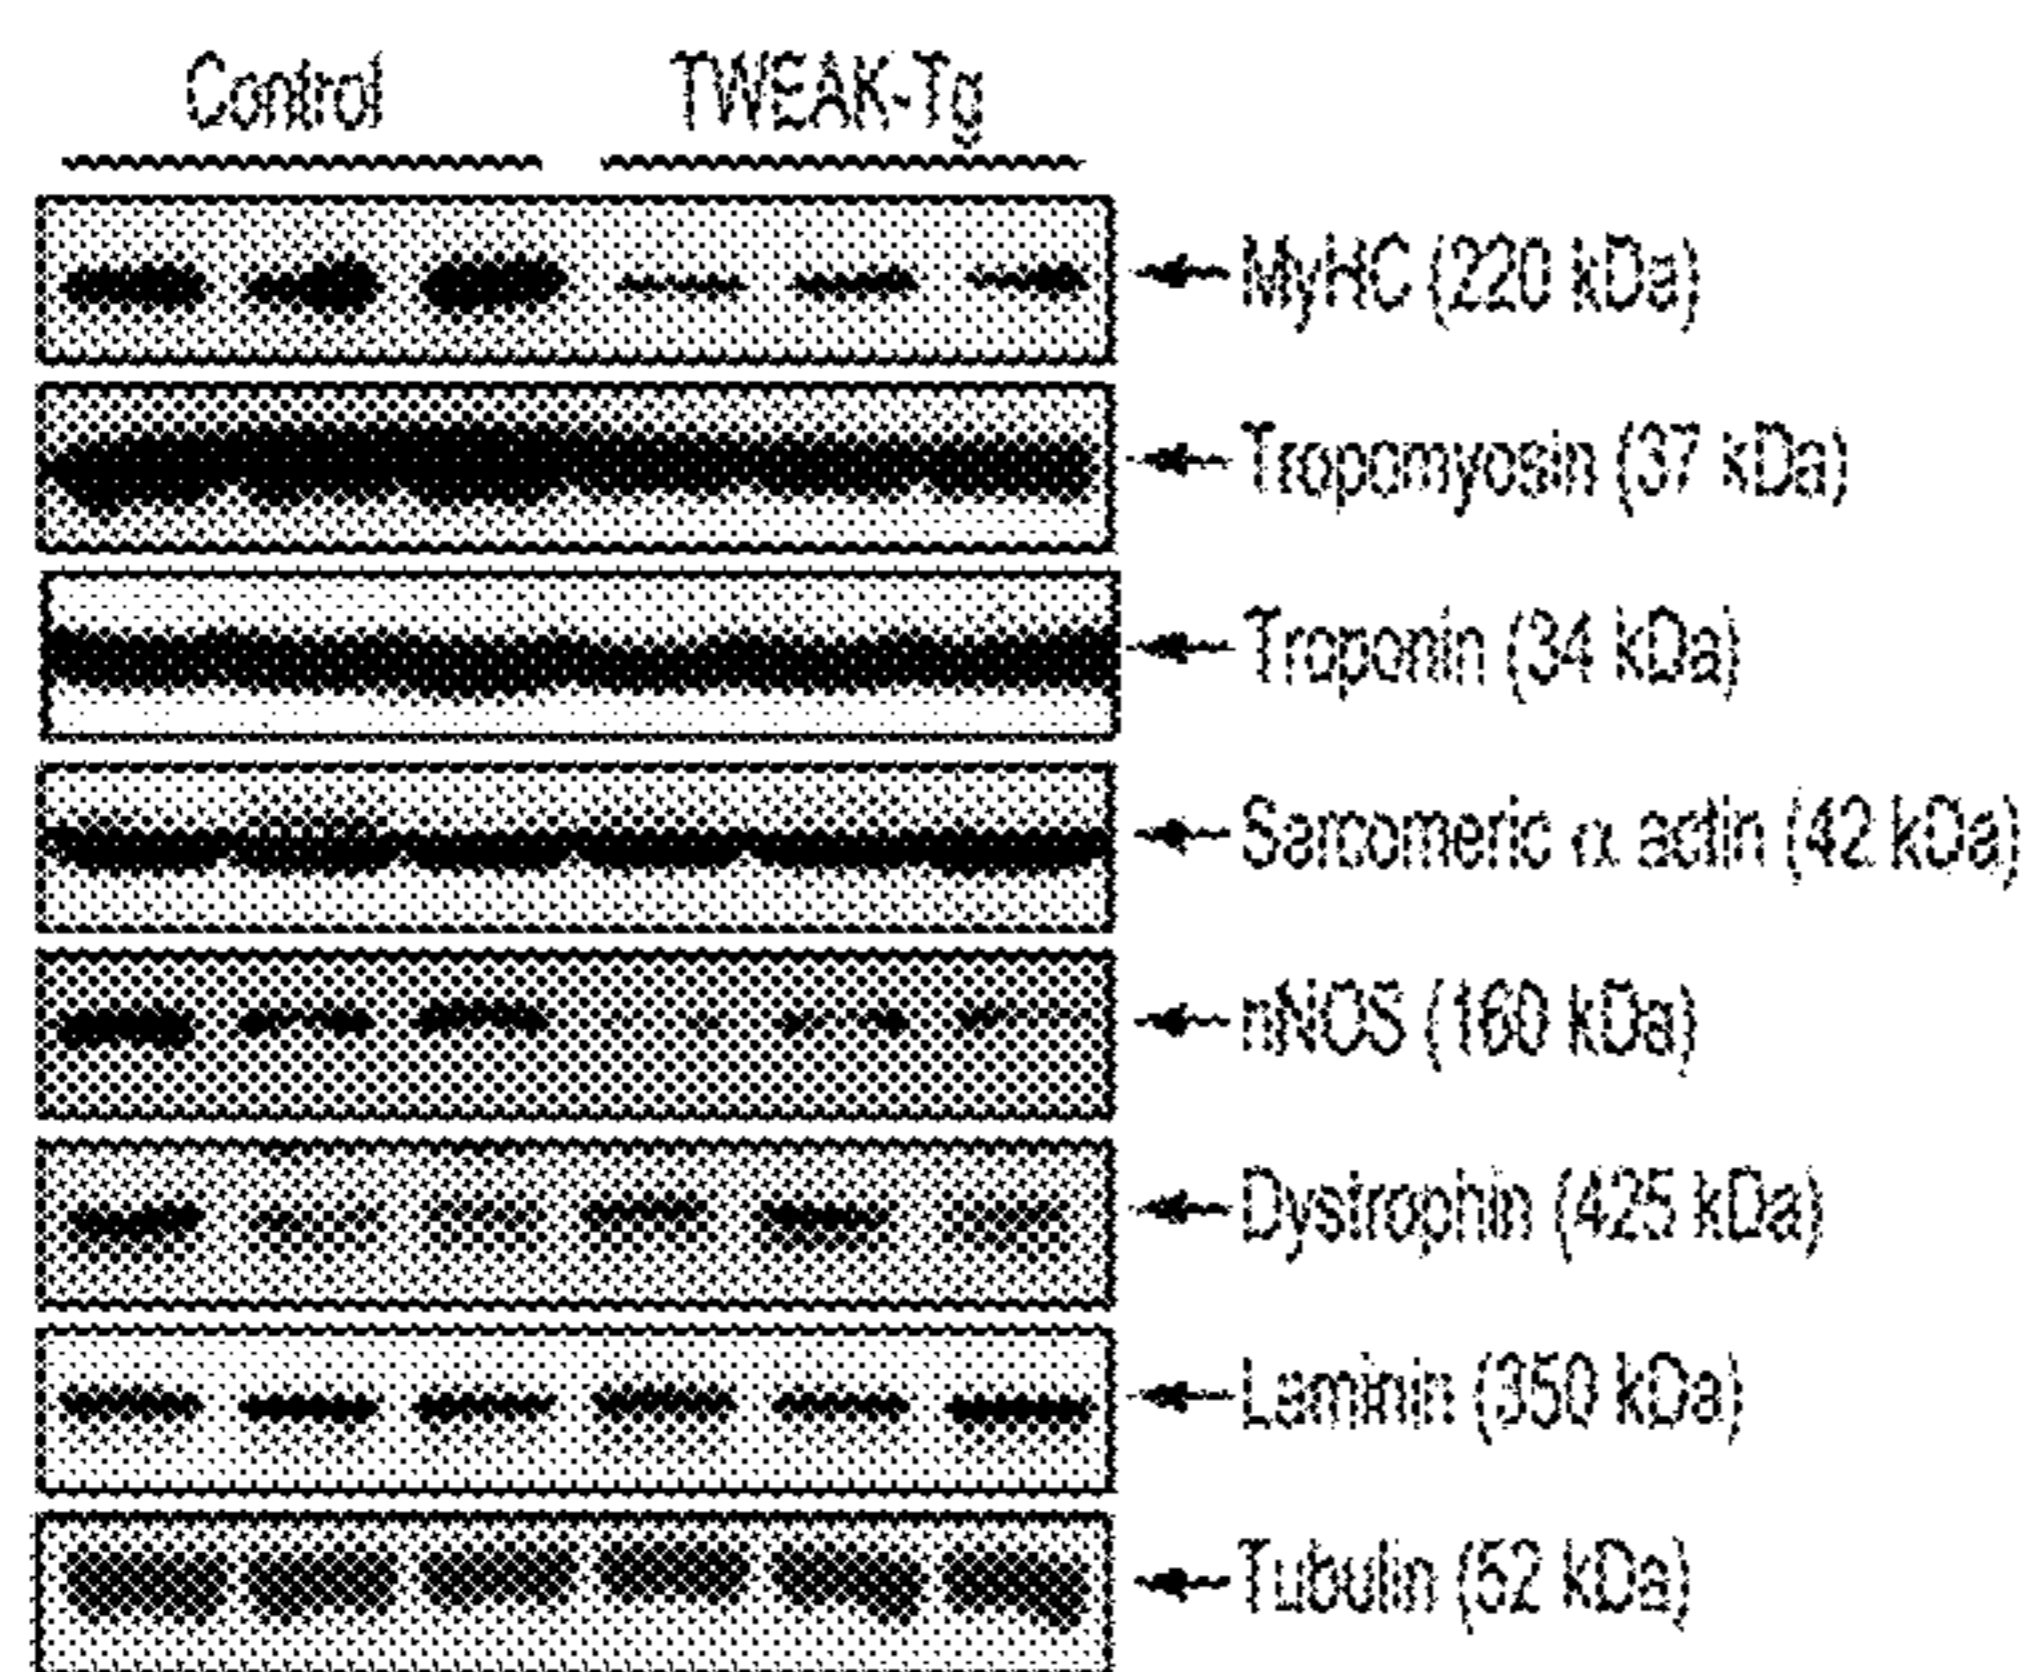 Control TWEAK-Tg
MyHC (220 kDa)
Tropomyosin (37 kDa)
Troponin (34 kDa)
Sarcomeric α actin (42 kDa)
nNOS (160 kDa)
Dystrophin (425 kDa)
Laminin (350 kDa)
Tubulin (52 kDa)